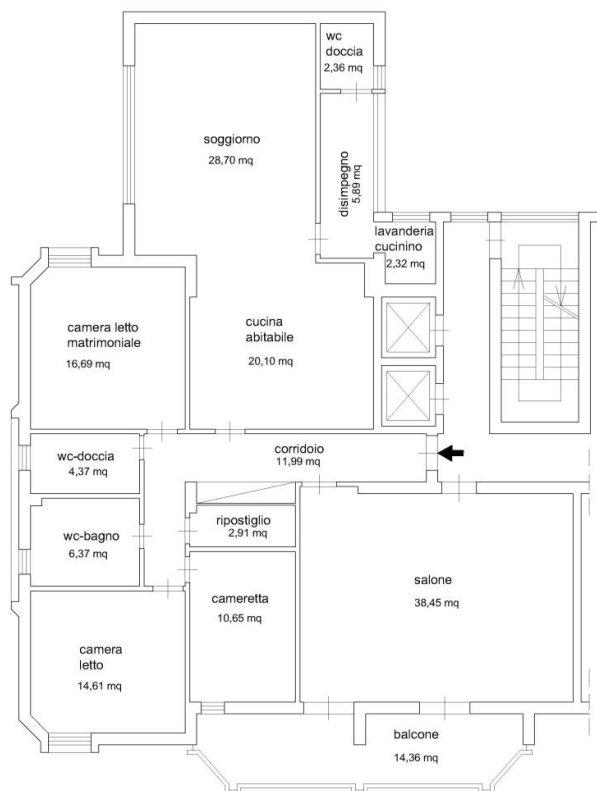 wc
doccia
2,36 mq
soggiorno
28,70 mq
disimpegno
5,89 mq
lavanderia
cucinino
2,32 mq
camera letto
matrimoniale
16,69 mq
cucina
abitabile
20,10 mq
wc-doccia
4,37 mq
corridoio
11,99 mq
wc-bagno
6,37 mq
ripostiglio
2,91 mq
cameretta
10,65 mq
salone
38,45 mq
camera
letto
14,61 mq
balcone
14,36 mq